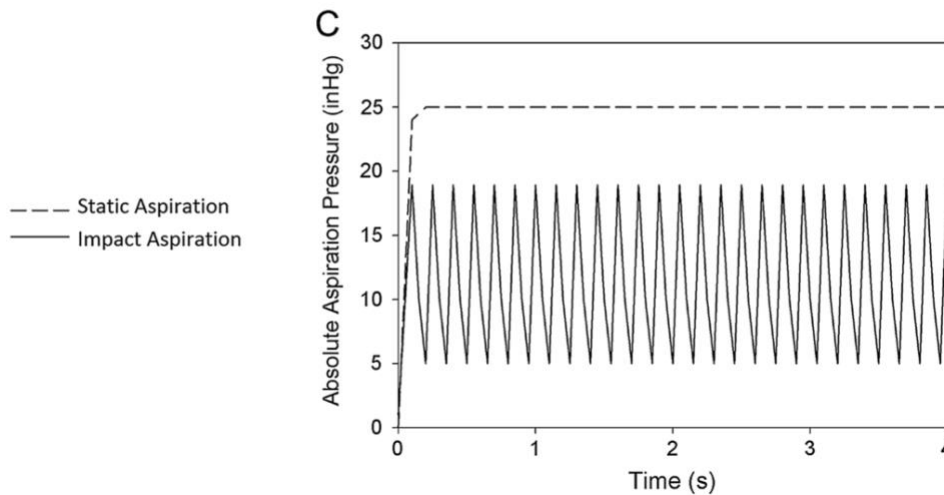 C
Absolute Aspiration Pressure (inHg)
30
25
20
15
10
5
0
0 1 2 3 4
Time (s)
Static Aspiration
Impact Aspiration